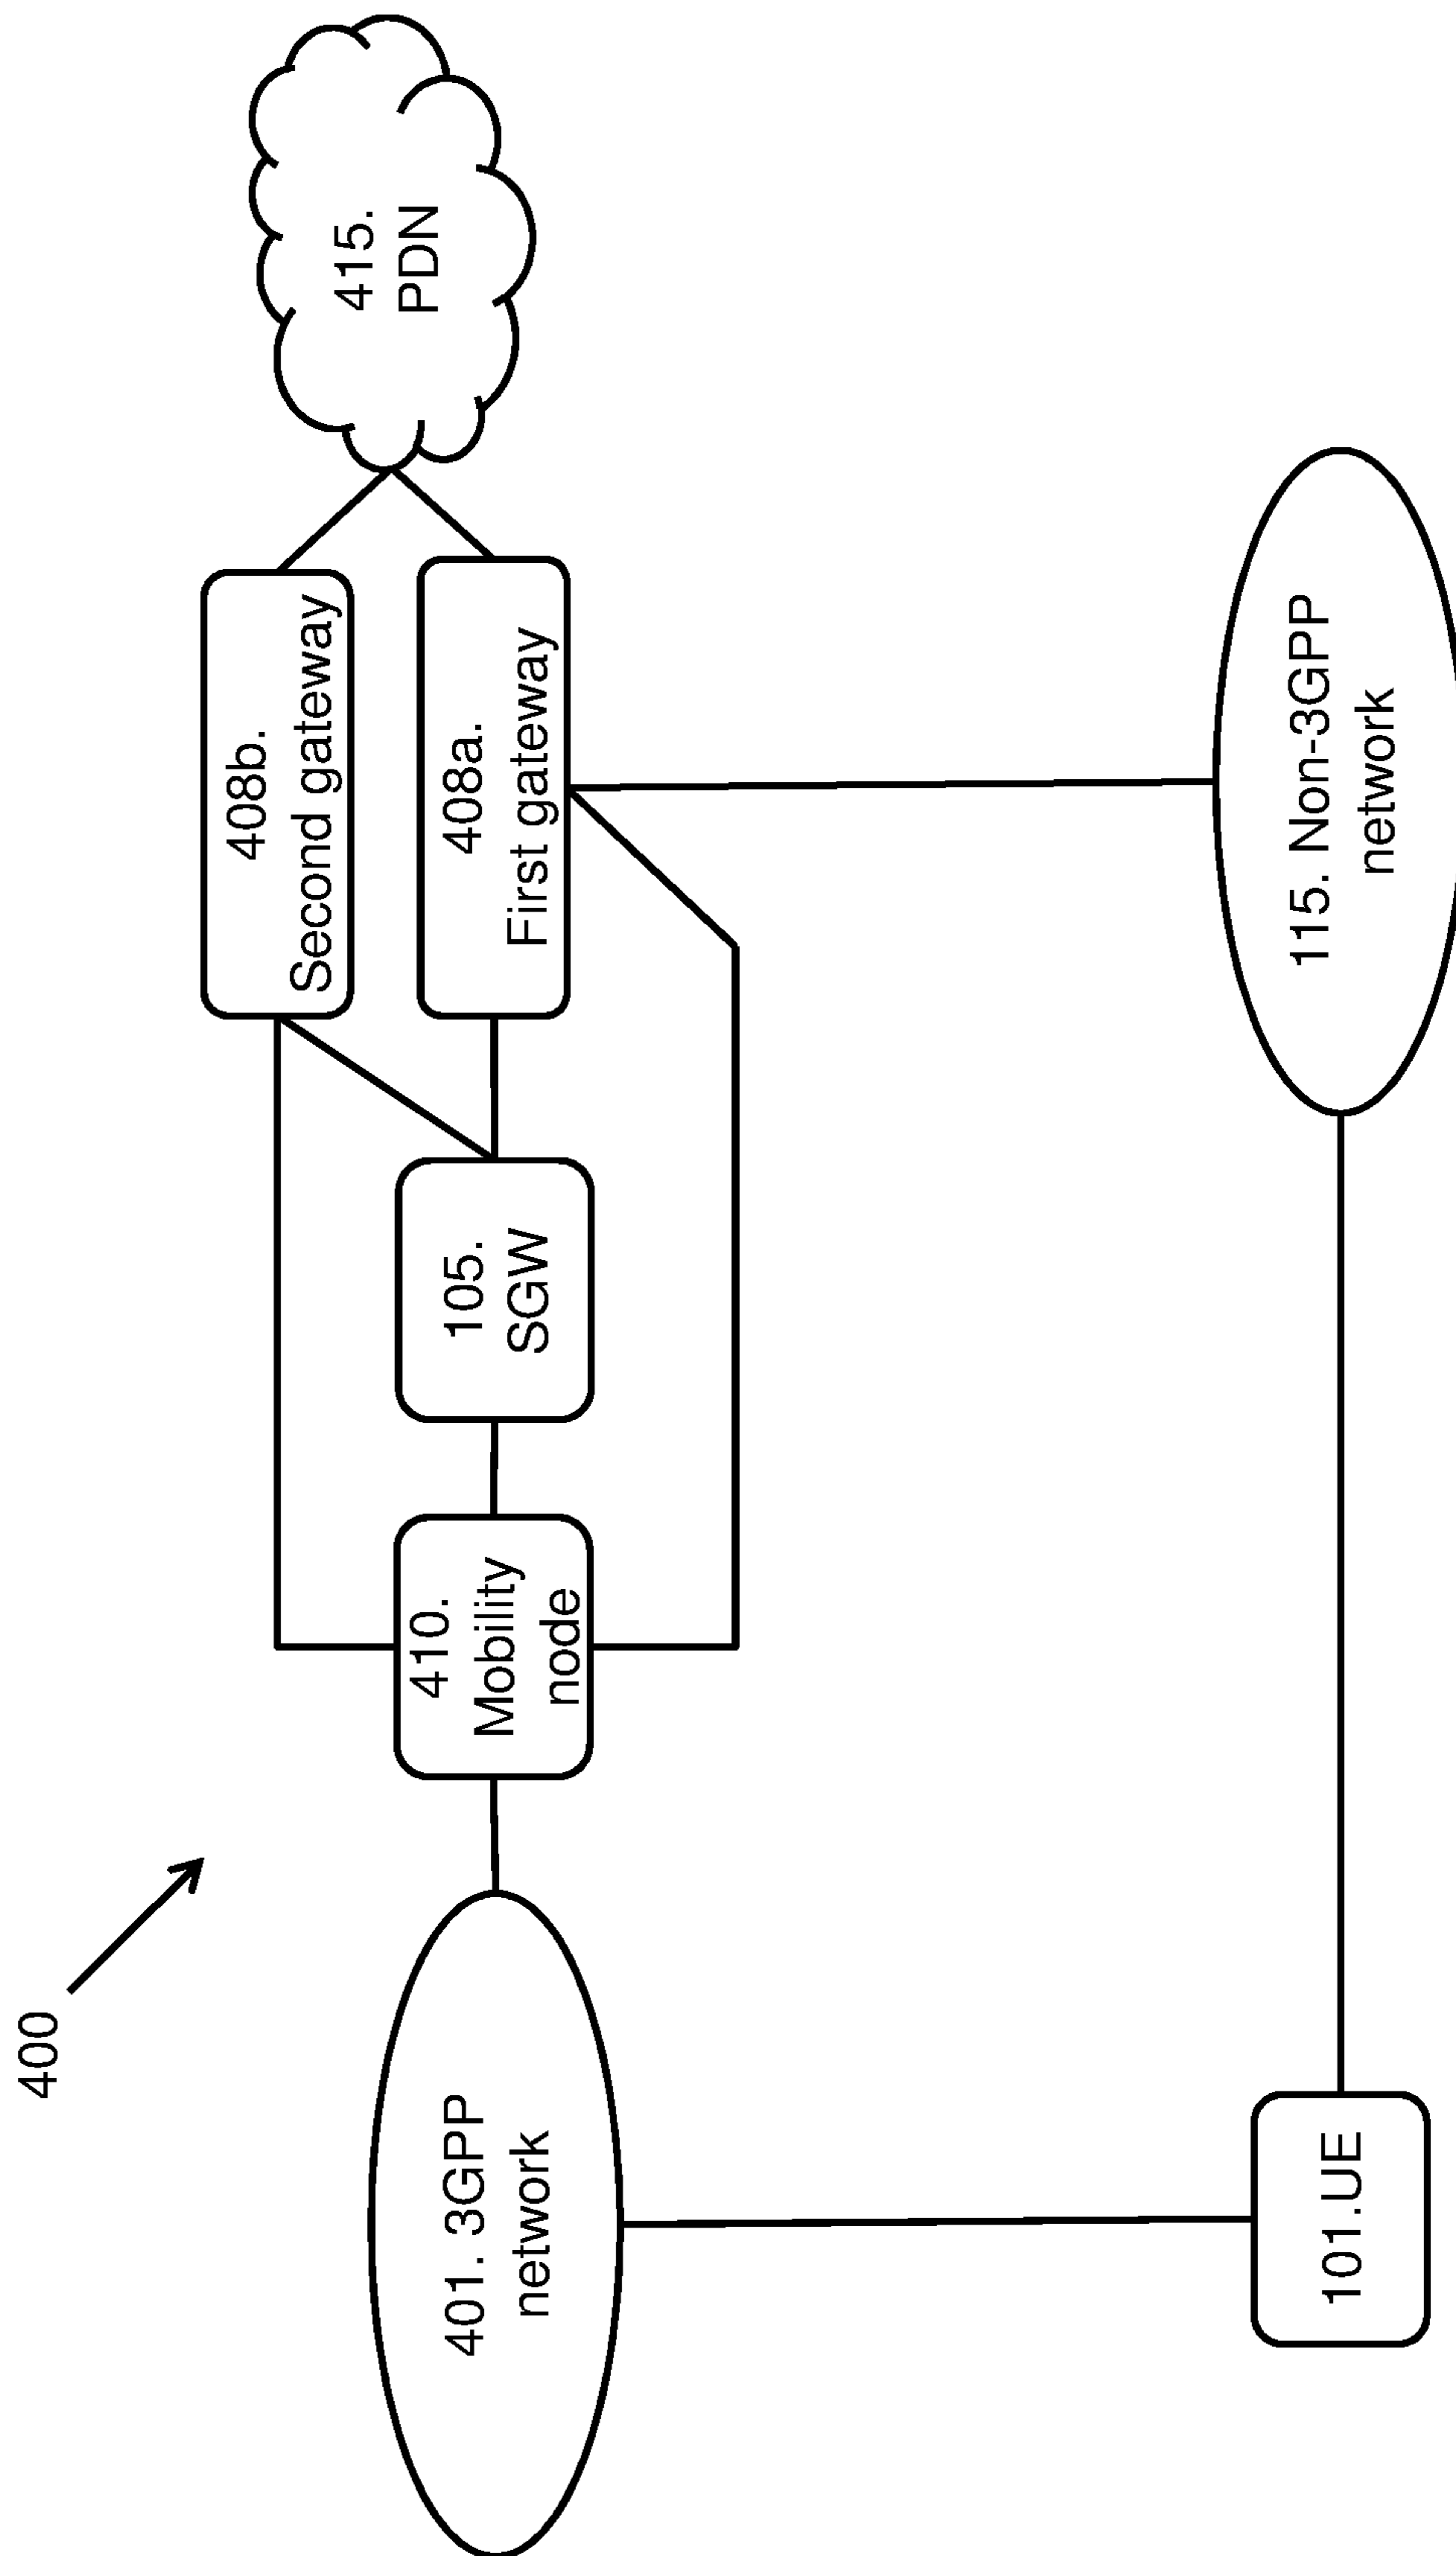 400
408b.
Second gateway
415.
PDN
401. 3GPP
network
410.
Mobility
node
105.
SGW
408a.
First gateway
101.UE
115. Non-3GPP
network